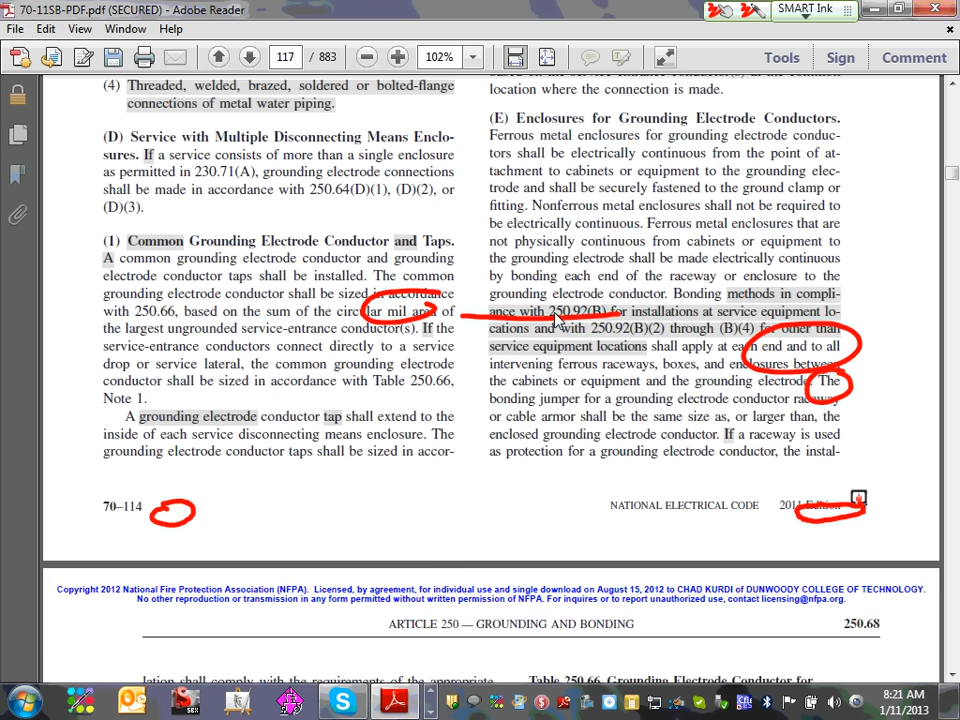 70-11SB-PDF.pdf (SECURED) - Adobe Reader
SMART Ink
File Edit View Window Help
117 / 883 102% Tools Sign Comment
(4) Threaded, welded, brazed, soldered or bolted-flange
connections of metal water piping.
(D) Service with Multiple Disconnecting Means Enclo-
sures. If a service consists of more than a single enclosure
as permitted in 230.71(A), grounding electrode connections
shall be made in accordance with 250.64(D)(1), (D)(2), or
(D)(3).
(1) Common Grounding Electrode Conductor and Taps.
A common grounding electrode conductor and grounding
electrode conductor taps shall be installed. The common
grounding electrode conductor shall be sized in accordance
with 250.66, based on the sum of the circular mil area of
the largest ungrounded service-entrance conductor(s). If the
service-entrance conductors connect directly to a service
drop or service lateral, the common grounding electrode
conductor shall be sized in accordance with Table 250.66,
Note 1.
A grounding electrode conductor tap shall extend to the
inside of each service disconnecting means enclosure. The
grounding electrode conductor taps shall be sized in accor-
location where the connection is made.
(E) Enclosures for Grounding Electrode Conductors.
Ferrous metal enclosures for grounding electrode conduc-
tors shall be electrically continuous from the point of at-
tachment to cabinets or equipment to the grounding elec-
trode and shall be securely fastened to the ground clamp or
fitting. Nonferrous metal enclosures shall not be required to
be electrically continuous. Ferrous metal enclosures that are
not physically continuous from cabinets or equipment to
the grounding electrode shall be made electrically continuous
by bonding each end of the raceway or enclosure to the
grounding electrode conductor. Bonding methods in compli-
ance with 250.92(B) for installations at service equipment lo-
cations and with 250.92(B)(2) through (B)(4) for other than
service equipment locations shall apply at each end and to all
intervening ferrous raceways, boxes, and enclosures between
the cabinets or equipment and the grounding electrode. The
bonding jumper for a grounding electrode conductor raceway
or cable armor shall be the same size as, or larger than, the
enclosed grounding electrode conductor. If a raceway is used
as protection for a grounding electrode conductor, the instal-
70–114 NATIONAL ELECTRICAL CODE 2011 Edition
Copyright 2012 National Fire Protection Association (NFPA). Licensed, by agreement, for individual use and single download on August 15, 2012 to CHAD KURDI of DUNWOODY COLLEGE OF TECHNOLOGY.
No other reproduction or transmission in any form permitted without written permission of NFPA. For inquires or to report unauthorized use, contact licensing@nfpa.org.
ARTICLE 250 — GROUNDING AND BONDING 250.68
lation shall comply with the requirements of the appropriate
Table 250.66 Grounding Electrode Conductor for
8:21 AM
1/11/2013